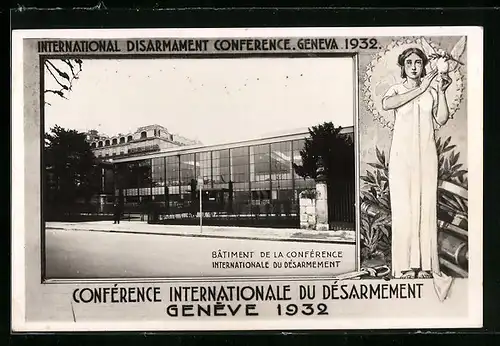 INTERNATIONAL DISARMAMENT CONFERENCE. GENEVA. 1932.
BÂTIMENT DE LA CONFÉRENCE
INTERNATIONALE DU DÉSARMEMENT
CONFÉRENCE INTERNATIONALE DU DÉSARMEMENT
GENÈVE 1932